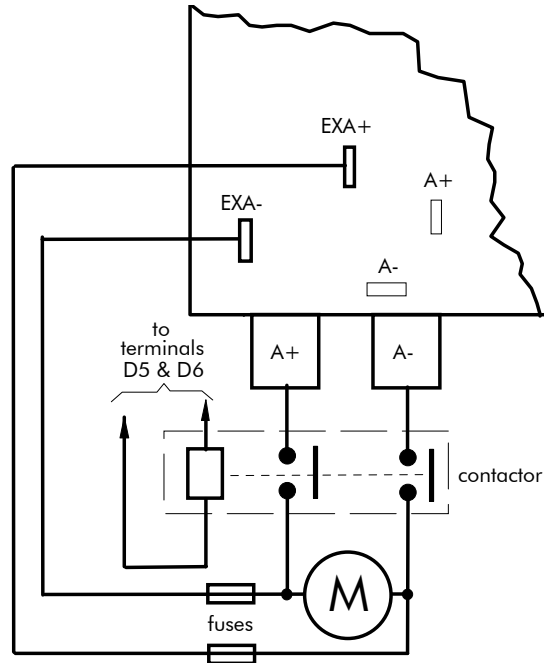 EXA+
A+
EXA-
A-
to
terminals
D5 & D6
A+
A-
contactor
M
fuses